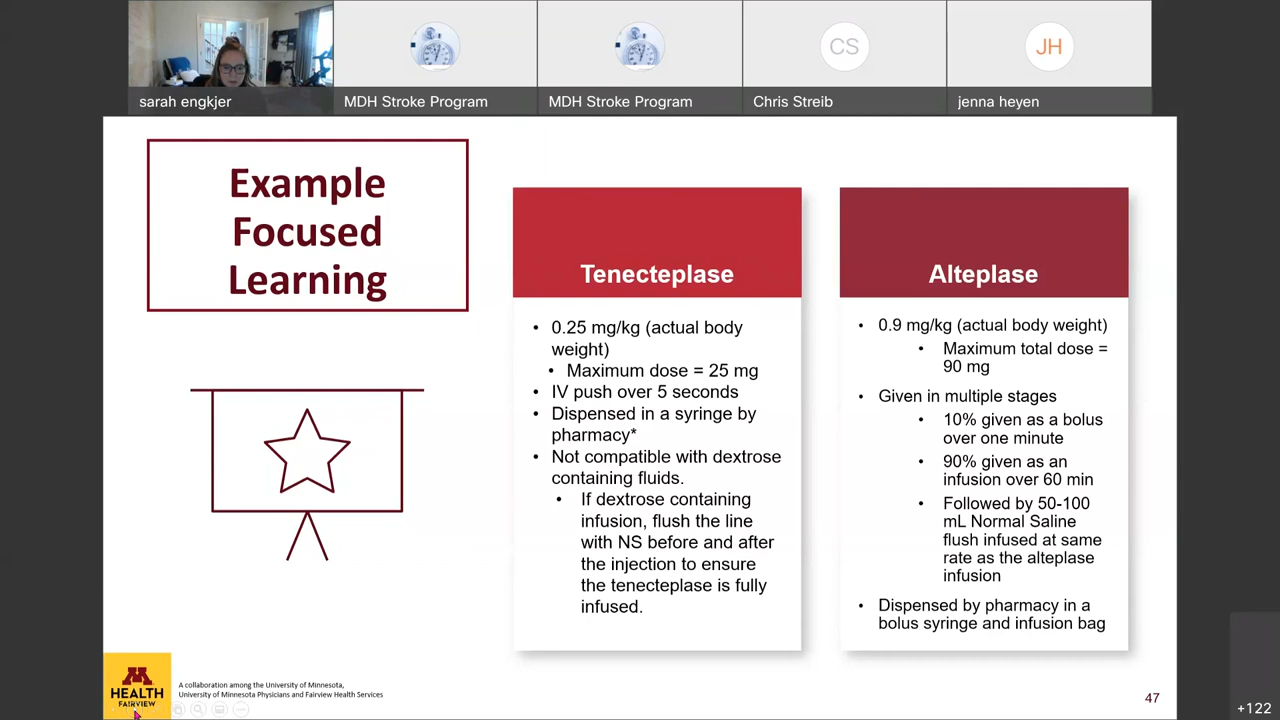 sarah engkjer
MDH Stroke Program
MDH Stroke Program
CS
Chris Streib
JH
jenna heyen
Example
Focused
Learning
Tenecteplase
• 0.25 mg/kg (actual body
weight)
• Maximum dose = 25 mg
• IV push over 5 seconds
• Dispensed in a syringe by
pharmacy*
• Not compatible with dextrose
containing fluids.
• If dextrose containing
infusion, flush the line
with NS before and after
the injection to ensure
the tenecteplase is fully
infused.
Alteplase
• 0.9 mg/kg (actual body weight)
• Maximum total dose =
90 mg
• Given in multiple stages
• 10% given as a bolus
over one minute
• 90% given as an
infusion over 60 min
• Followed by 50-100
mL Normal Saline
flush infused at same
rate as the alteplase
infusion
• Dispensed by pharmacy in a
bolus syringe and infusion bag
M
HEALTH
FAIRVIEW
A collaboration among the University of Minnesota,
University of Minnesota Physicians and Fairview Health Services
47
+122